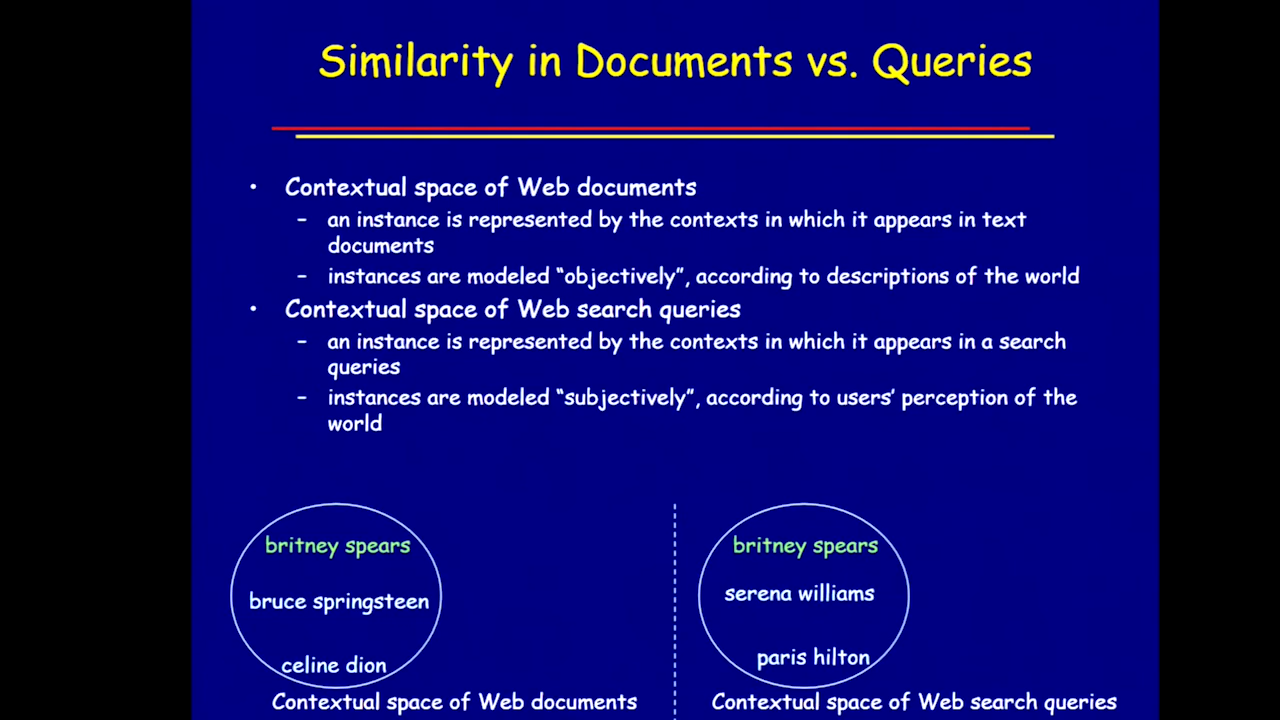 Similarity in Documents vs. Queries
• Contextual space of Web documents
– an instance is represented by the contexts in which it appears in text
documents
– instances are modeled “objectively”, according to descriptions of the world
• Contextual space of Web search queries
– an instance is represented by the contexts in which it appears in a search
queries
– instances are modeled “subjectively”, according to users’ perception of the
world
britney spears
bruce springsteen
celine dion
Contextual space of Web documents
britney spears
serena williams
paris hilton
Contextual space of Web search queries